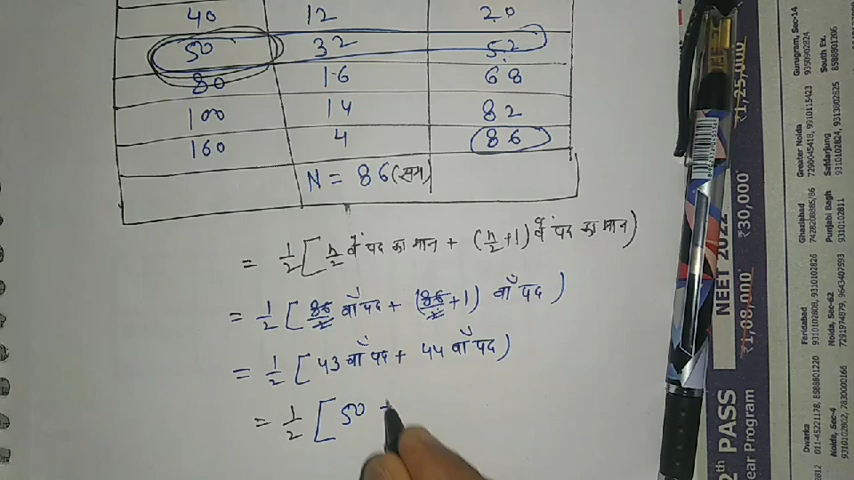 40 12 20
50 32 52
80 16 68
100 14 82
160 4 86
N = 86 (सम)
= 1/2 [ n/2 वें पद का मान + (n/2 + 1) वें पद का मान )
= 1/2 [ 86/2 वाँ पद + (86/2 + 1) वाँ पद )
= 1/2 [ 43 वाँ पद + 44 वाँ पद )
= 1/2 [ 50
1,25,000
₹30,000
₹1,08,000
NEET 2022
PASS
Program
Gurugram, Sec-14
9350902824
South Ex.
8588901206
Greater Noida
Safdarjung
Ghaziabad
Punjabi Bagh
Faridabad
Noida, Sec-62
Dwarka
Noida, Sec-4